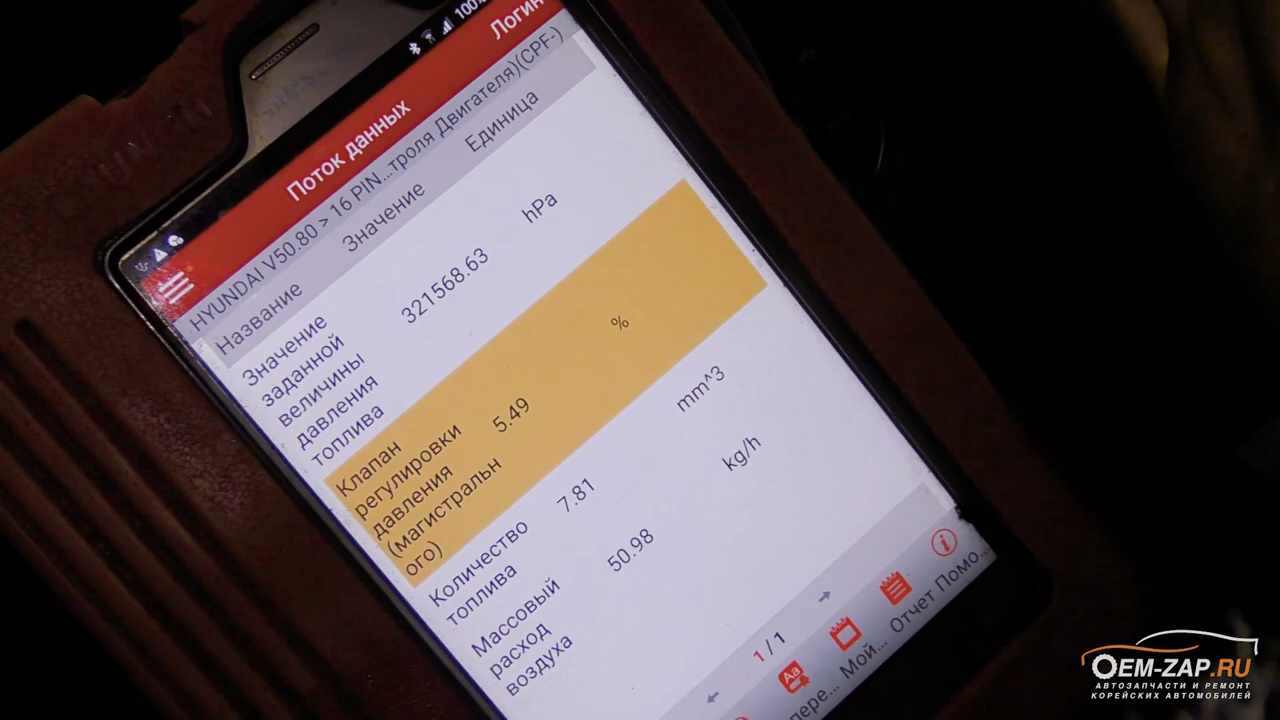 100%
Логин
Поток данных
HYUNDAI V50.80 > 16 PIN...троля Двигателя)(CPF-)
Название Значение Единица
Значение
заданной
величины
давления
топлива
321568.63 hPa
Клапан
регулировки
давления
(магистральн
ого)
5.49 %
Количество
топлива
7.81 mm^3
Массовый
расход
воздуха
50.98 kg/h
1 / 1
пере... Мой... Отчет Помо...
OEM-ZAP.RU
АВТОЗАПЧАСТИ И РЕМОНТ
КОРЕЙСКИХ АВТОМОБИЛЕЙ